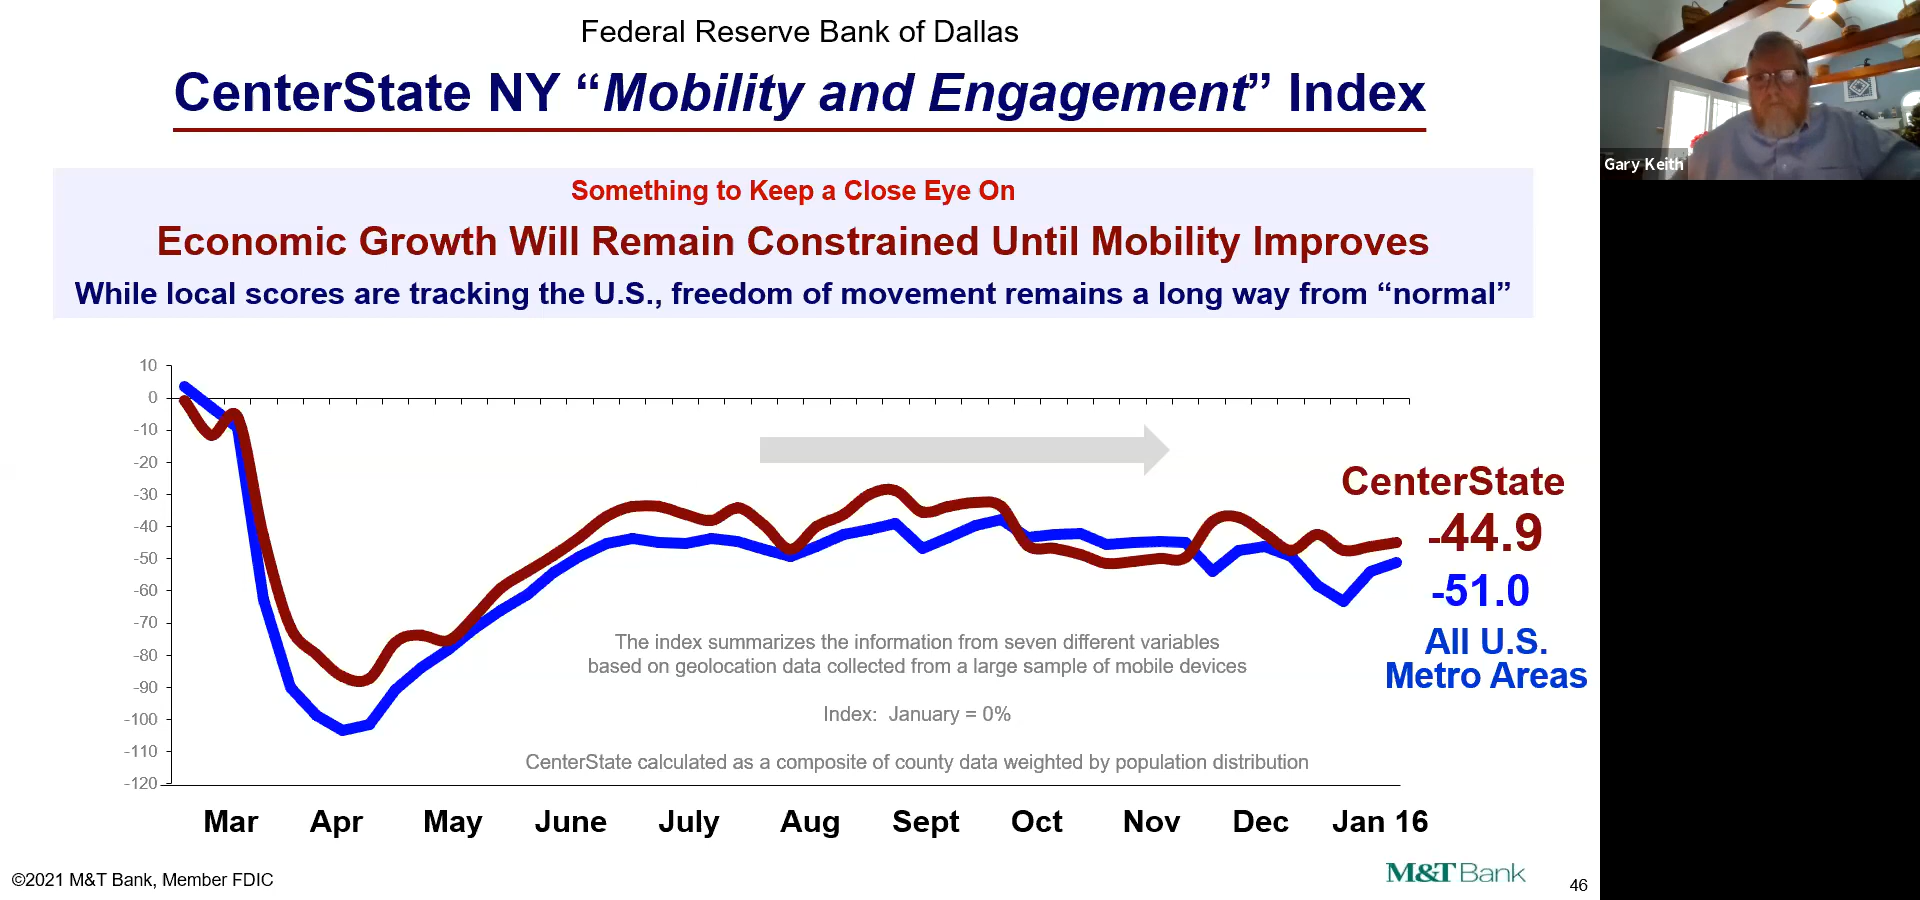 Federal Reserve Bank of Dallas
CenterState NY “Mobility and Engagement” Index
Something to Keep a Close Eye On
Economic Growth Will Remain Constrained Until Mobility Improves
While local scores are tracking the U.S., freedom of movement remains a long way from “normal”
Gary Keith
10
0
-10
-20
-30
-40
-50
-60
-70
-80
-90
-100
-110
-120
CenterState
-44.9
-51.0
All U.S.
Metro Areas
The index summarizes the information from seven different variables
based on geolocation data collected from a large sample of mobile devices
Index: January = 0%
CenterState calculated as a composite of county data weighted by population distribution
Mar Apr May June July Aug Sept Oct Nov Dec Jan 16
©2021 M&T Bank, Member FDIC
M&T Bank
46